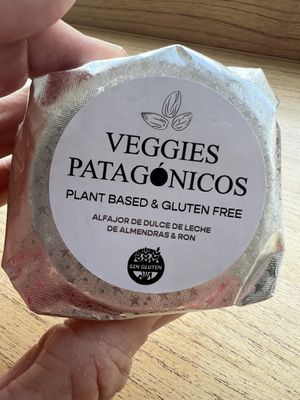 VEGGIES
PATAGÓNICOS
PLANT BASED & GLUTEN FREE
ALFAJOR DE DULCE DE LECHE
DE ALMENDRAS & RON
SIN GLUTEN